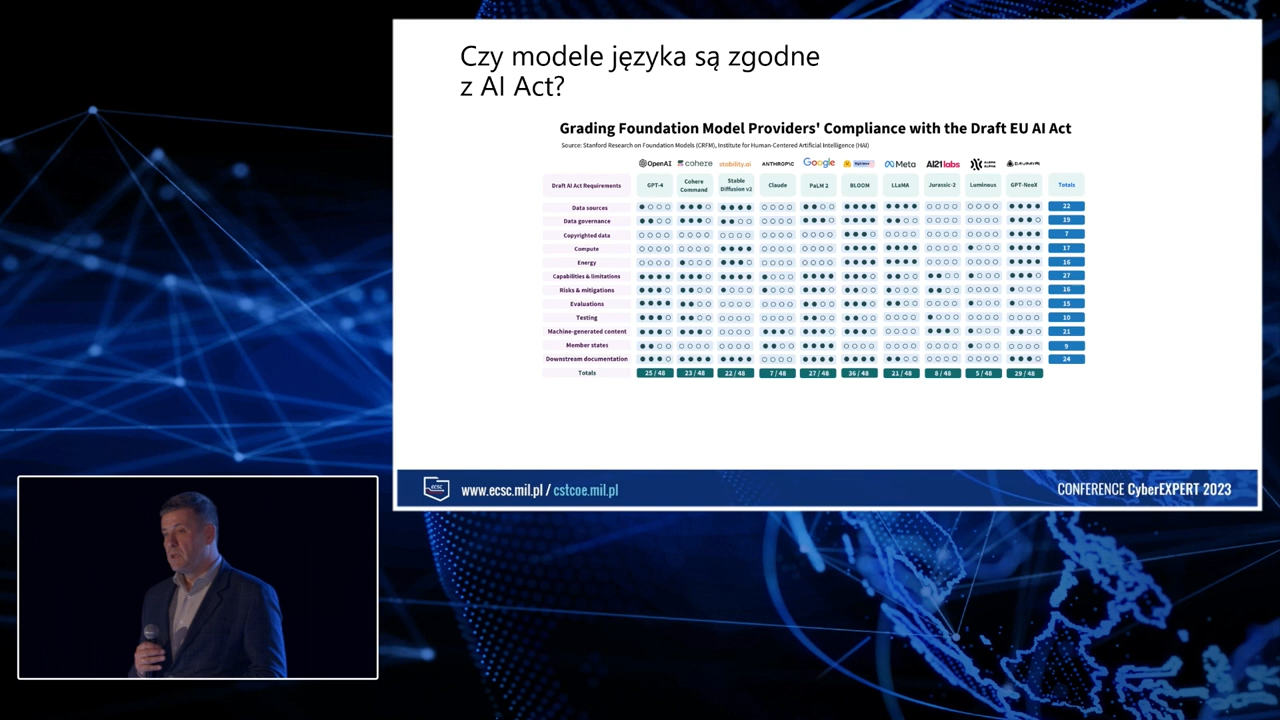 Czy modele języka są zgodne
z AI Act?
Grading Foundation Model Providers' Compliance with the Draft EU AI Act
Source: Stanford Research on Foundation Models (CRFM), Institute for Human-Centered Artificial Intelligence (HAI)
OpenAI cohere stability.ai ANTHROPIC Google Meta AI21labs
Draft AI Act Requirements GPT-4 Cohere Command Stable Diffusion v2 Claude PaLM 2 BLOOM LLaMA Jurassic-2 Luminous GPT-NeoX Totals
Data sources 22
Data governance 19
Copyrighted data 7
Compute 17
Energy 16
Capabilities & limitations 27
Risks & mitigations 16
Evaluations 15
Testing 10
Machine-generated content 21
Member states 9
Downstream documentation 24
Totals 25 / 48 23 / 48 22 / 48 7 / 48 27 / 48 36 / 48 21 / 48 8 / 48 5 / 48 29 / 48
ecsc www.ecsc.mil.pl / cstcoe.mil.pl CONFERENCE CyberEXPERT 2023